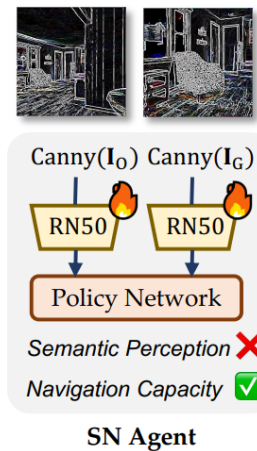 Canny(I_O) Canny(I_G)
RN50 RN50
Policy Network
Semantic Perception ❌
Navigation Capacity ✅
SN Agent